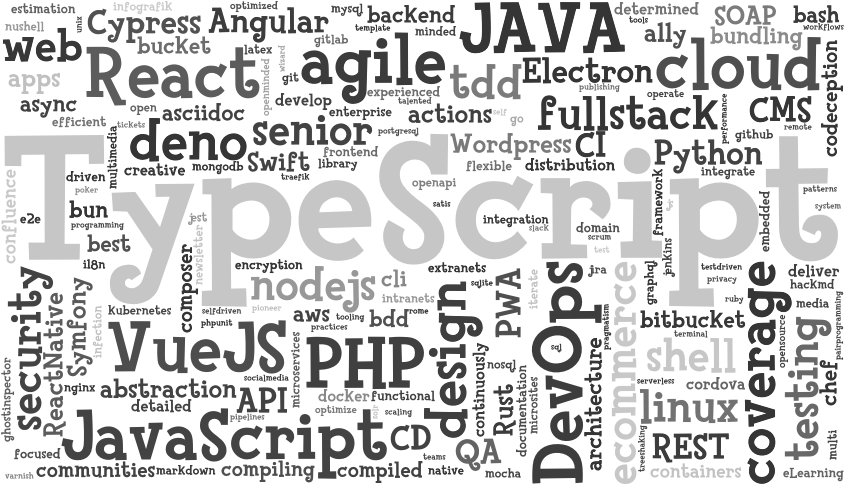 estimation
infografik
optimized
mysql
backend
JAVA
determined
SOAP
bash
nushell
unix
Cypress
Angular
template
minded
tools
workflows
web
bucket
latex
wizard
gitlab
agile
ally
bundling
React
tdd
Electron
cloud
codeception
apps
git
openminded
experienced
publishing
async
open
asciidoc
develop
enterprise
talented
actions
self
go
fullstack
operate
performance
CMS
efficient
tickets
deno
senior
postgresql
github
remote
multimedia
frontend
Wordpress
CI
Python
creative
mongodb
Swift
library
flexible
distribution
integrate
driven
traefik
openapi
framework
patterns
confluence
poker
TypeScript
system
e2e
bun
satis
programming
jest
integration
slack
domain
scrum
embedded
best
newsletter
test
jenkins
i18n
composer
encryption
extranets
jira
testdriven
deliver
security
nodejs
cli
sqlite
iterate
graphql
privacy
hackmd
ReactNative
Symfony
kubernetes
selfdriven
pioneer
intranets
PWA
DevOps
ecommerce
ruby
media
infection
phpunit
aws
tooling
bdd
rome
design
pragmatism
bitbucket
coverage
opensource
pairprogramming
practices
terminal
VueJS
microservices
PHP
sql
shell
testing
ghostinspector
nosql
architecture
nginx
socialmedia
continuously
documentation
microsites
serverless
cordova
chef
abstraction
docker
functional
Rust
linux
detailed
API
optimize
solr
scaling
pipelines
JavaScript
CD
REST
multi
focused
teams
QA
treeshaking
varnish
communities
markdown
compiling
compiled
native
mocha
containers
eLearning